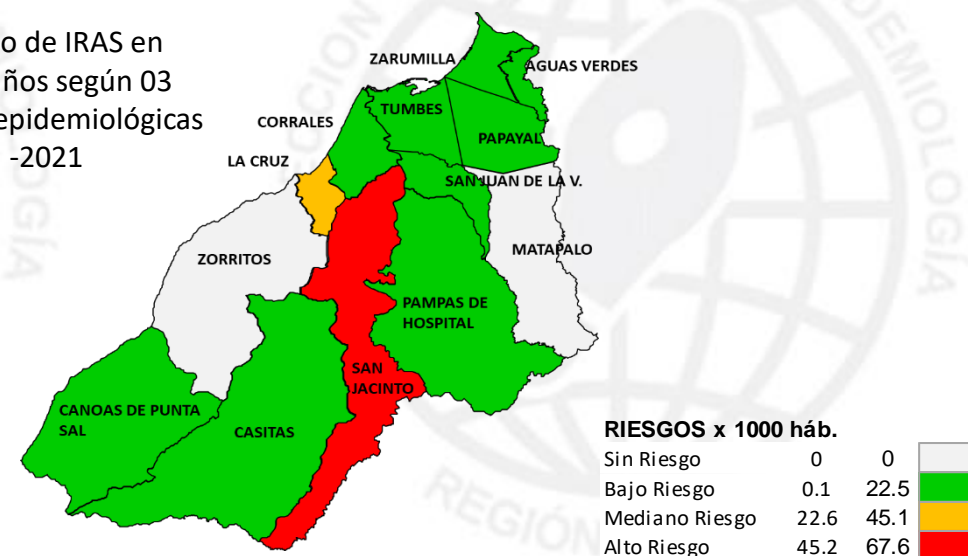 o de IRAS en
ños según 03
epidemiológicas
-2021
ZARUMILLA
AGUAS VERDES
TUMBES
CORRALES
PAPAYAL
LA CRUZ
SAN JUAN DE LA V.
MATAPALO
ZORRITOS
PAMPAS DE
HOSPITAL
SAN
JACINTO
CANOAS DE PUNTA
SAL
CASITAS
RIESGOS x 1000 háb.
Sin Riesgo 0 0
Bajo Riesgo 0.1 22.5
Mediano Riesgo 22.6 45.1
Alto Riesgo 45.2 67.6
REGIÓN